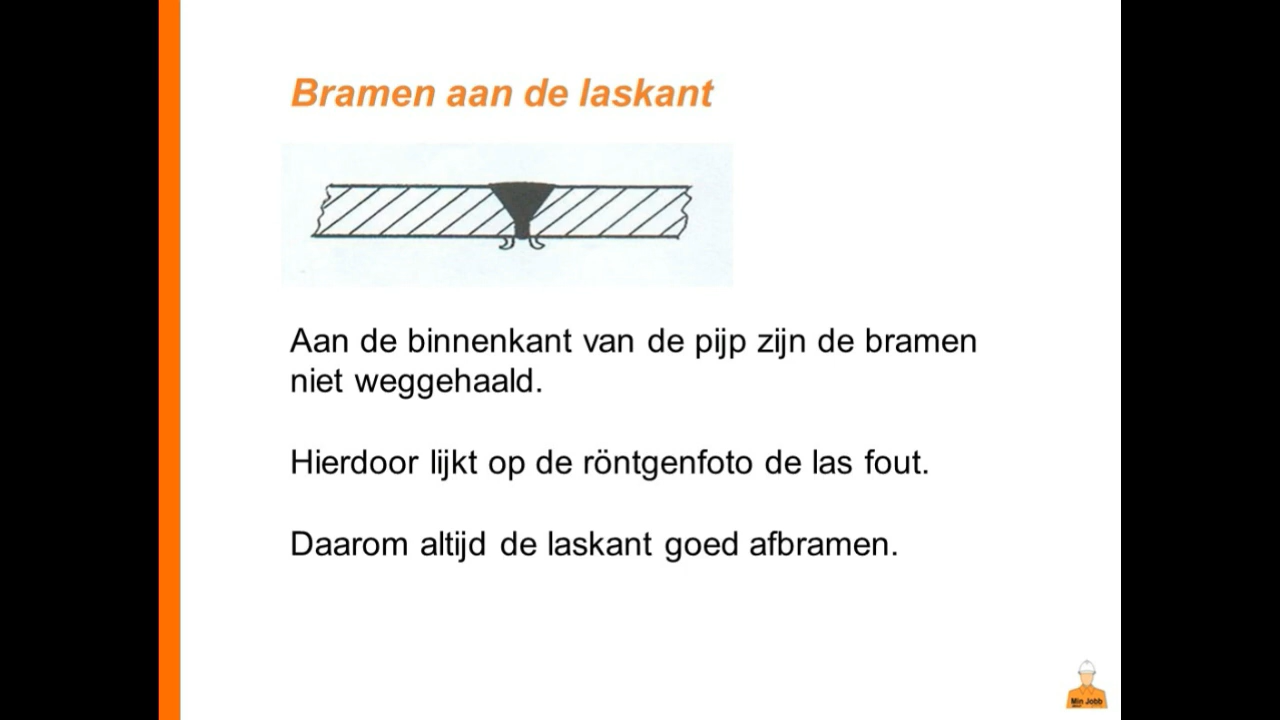 Bramen aan de laskant
Aan de binnenkant van de pijp zijn de bramen
niet weggehaald.
Hierdoor lijkt op de röntgenfoto de las fout.
Daarom altijd de laskant goed afbramen.
Min Jobb